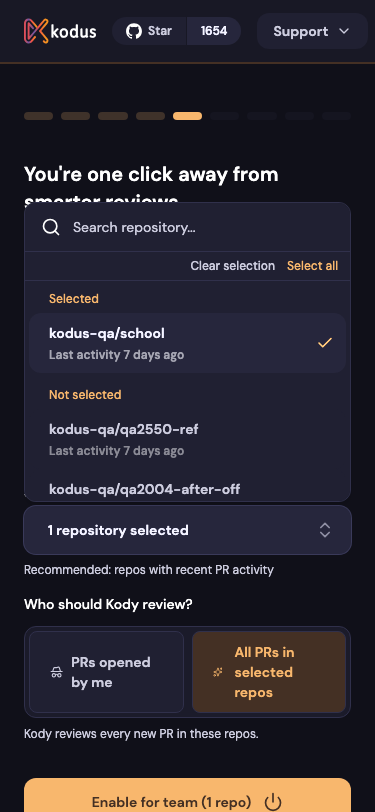 kodus
Star
1654
Support
You're one click away from
smarter reviews
Search repository...
Clear selection
Select all
Selected
kodus-qa/school
Last activity 7 days ago
Not selected
kodus-qa/qa2550-ref
Last activity 7 days ago
kodus-qa/qa2004-after-off
1 repository selected
Recommended: repos with recent PR activity
Who should Kody review?
PRs opened
by me
All PRs in
selected
repos
Kody reviews every new PR in these repos.
Enable for team (1 repo)